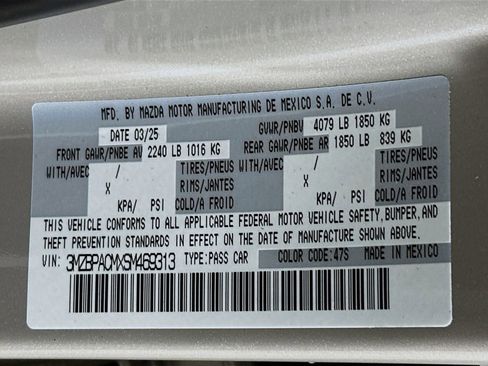 MFD. BY MAZDA MOTOR MANUFACTURING DE MEXICO S.A. DE C.V.
DATE 03/25 GVWR/PNBV 4079 LB 1850 KG
FRONT GAWR/PNBE AV 2240 LB 1016 KG REAR GAWR/PNBE AR 1850 LB 839 KG
WITH/AVEC / TIRES/PNEUS WITH/AVEC / TIRES/PNEUS
X RIMS/JANTES X RIMS/JANTES
KPA/ PSI COLD/A FROID KPA/ PSI COLD/A FROID
THIS VEHICLE CONFORMS TO ALL APPLICABLE FEDERAL MOTOR VEHICLE SAFETY, BUMPER, AND
THEFT PREVENTION STANDARDS IN EFFECT ON THE DATE OF MANUFACTURE SHOWN ABOVE.
VIN: 3MZBPACMXSM469313 TYPE:PASS CAR COLOR CODE:47S MADE IN MEXICO